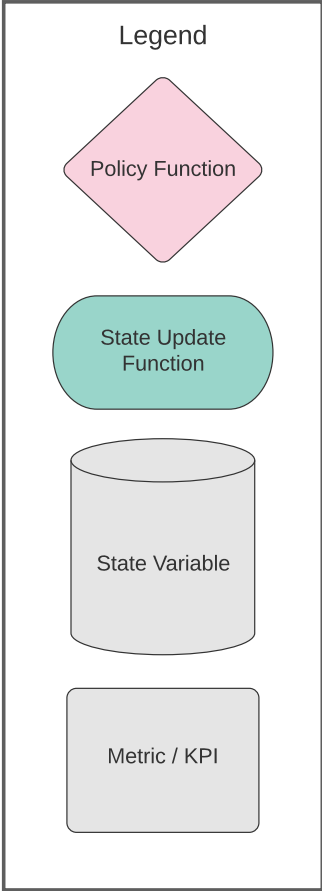 Legend
Policy Function
State Update
Function
State Variable
Metric / KPI